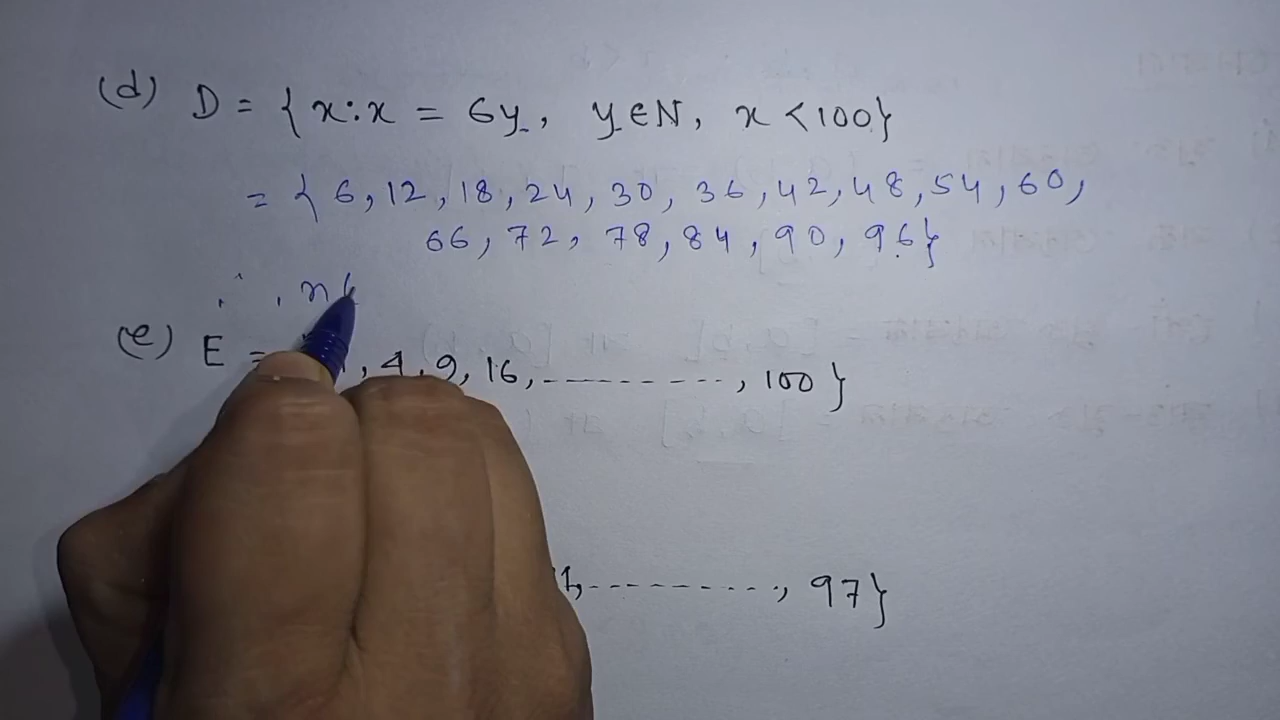 (d) D = { x : x = 6y, y ∈ N, x < 100}
= { 6, 12, 18, 24, 30, 36, 42, 48, 54, 60,
66, 72, 78, 84, 90, 96}
∴ n(
(e) E = 1, 4, 9, 16, ----------, 100 }
----------, 97}